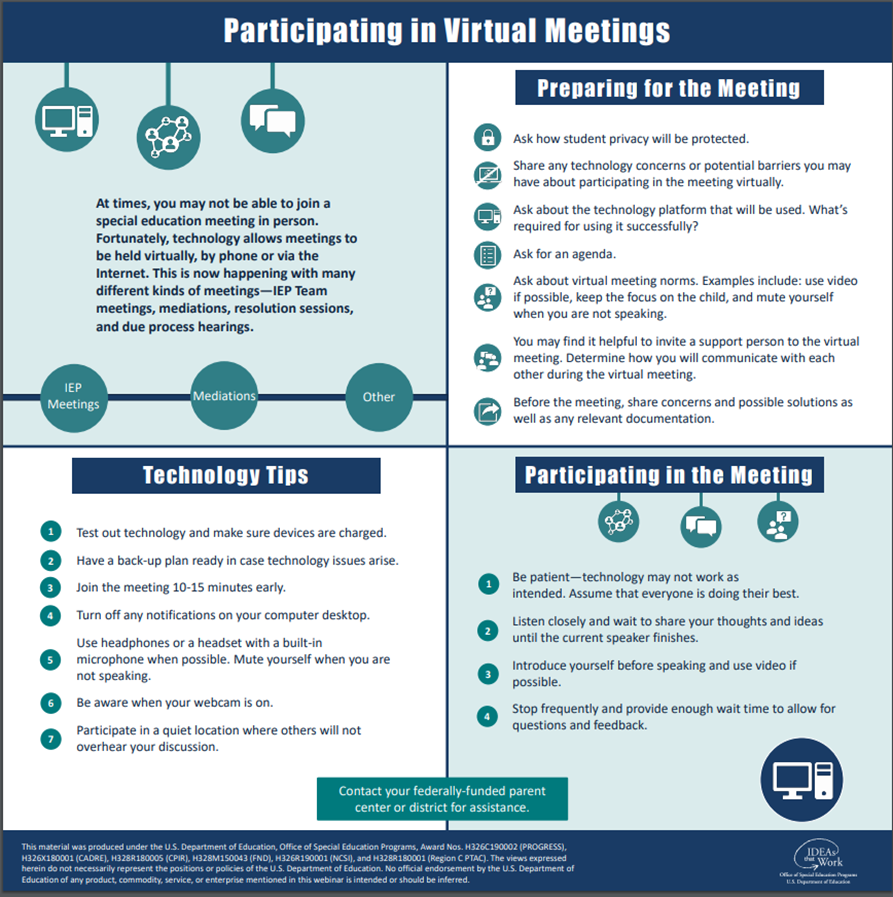 Participating in Virtual Meetings
At times, you may not be able to join a
special education meeting in person.
Fortunately, technology allows meetings to
be held virtually, by phone or via the
Internet. This is now happening with many
different kinds of meetings—IEP Team
meetings, mediations, resolution sessions,
and due process hearings.
IEP
Meetings
Mediations
Other
Preparing for the Meeting
Ask how student privacy will be protected.
Share any technology concerns or potential barriers you may
have about participating in the meeting virtually.
Ask about the technology platform that will be used. What's
required for using it successfully?
Ask for an agenda.
Ask about virtual meeting norms. Examples include: use video
if possible, keep the focus on the child, and mute yourself
when you are not speaking.
You may find it helpful to invite a support person to the virtual
meeting. Determine how you will communicate with each
other during the virtual meeting.
Before the meeting, share concerns and possible solutions as
well as any relevant documentation.
Technology Tips
1 Test out technology and make sure devices are charged.
2 Have a back-up plan ready in case technology issues arise.
3 Join the meeting 10-15 minutes early.
4 Turn off any notifications on your computer desktop.
5 Use headphones or a headset with a built-in
microphone when possible. Mute yourself when you are
not speaking.
6 Be aware when your webcam is on.
7 Participate in a quiet location where others will not
overhear your discussion.
Participating in the Meeting
?
1 Be patient—technology may not work as
intended. Assume that everyone is doing their best.
2 Listen closely and wait to share your thoughts and ideas
until the current speaker finishes.
3 Introduce yourself before speaking and use video if
possible.
4 Stop frequently and provide enough wait time to allow for
questions and feedback.
Contact your federally-funded parent
center or district for assistance.
This material was produced under the U.S. Department of Education, Office of Special Education Programs, Award Nos. H326C190002 (PROGRESS),
H326X180001 (CADRE), H328R180005 (CPIR), H328M150043 (FND), H326R190001 (NCSI), and H328R180001 (Region C PTAC). The views expressed
herein do not necessarily represent the positions or policies of the U.S. Department of Education. No official endorsement by the U.S. Department of
Education of any product, commodity, service, or enterprise mentioned in this webinar is intended or should be inferred.
IDEAs
that
Work
Office of Special Education Programs
U.S. Department of Education